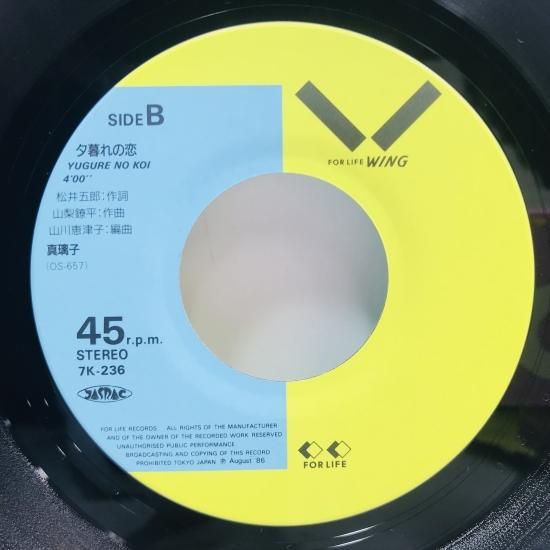 SIDE B
夕暮れの恋
YUGURE NO KOI
4'00''
松井五郎:作詞
山梨鐐平:作曲
山川恵津子:編曲
真璃子
(OS-657)
45 r.p.m.
STEREO
7K-236
JASRAC
FOR LIFE WING
FOR LIFE RECORDS ALL RIGHTS OF THE MANUFACTURER
AND OF THE OWNER OF THE RECORDED WORK RESERVED
UNAUTHORISED PUBLIC PERFORMANCE
BROADCASTING AND COPYING OF THIS RECORD
PROHIBITED TOKYO JAPAN ℗ August '86
FOR LIFE